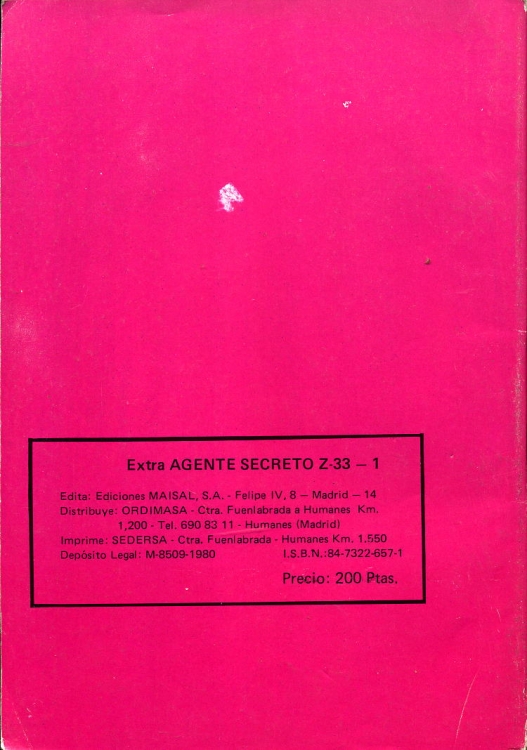 Extra AGENTE SECRETO Z-33 – 1
Edita: Ediciones MAISAL, S.A. - Felipe IV, 8 – Madrid – 14
Distribuye: ORDIMASA - Ctra. Fuenlabrada a Humanes Km.
1,200 - Tel. 690 83 11 - Humanes (Madrid)
Imprime: SEDERSA - Ctra. Fuenlabrada - Humanes Km. 1.550
Depósito Legal: M-8509-1980 I.S.B.N.:84-7322-657-1
Precio: 200 Ptas.